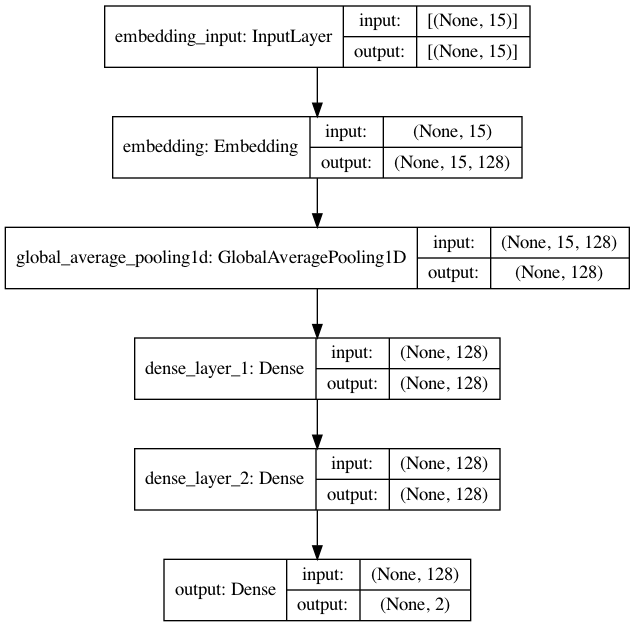 embedding_input: InputLayer
input:
[(None, 15)]
output:
[(None, 15)]
embedding: Embedding
input:
(None, 15)
output:
(None, 15, 128)
global_average_pooling1d: GlobalAveragePooling1D
input:
(None, 15, 128)
output:
(None, 128)
dense_layer_1: Dense
input:
(None, 128)
output:
(None, 128)
dense_layer_2: Dense
input:
(None, 128)
output:
(None, 128)
output: Dense
input:
(None, 128)
output:
(None, 2)